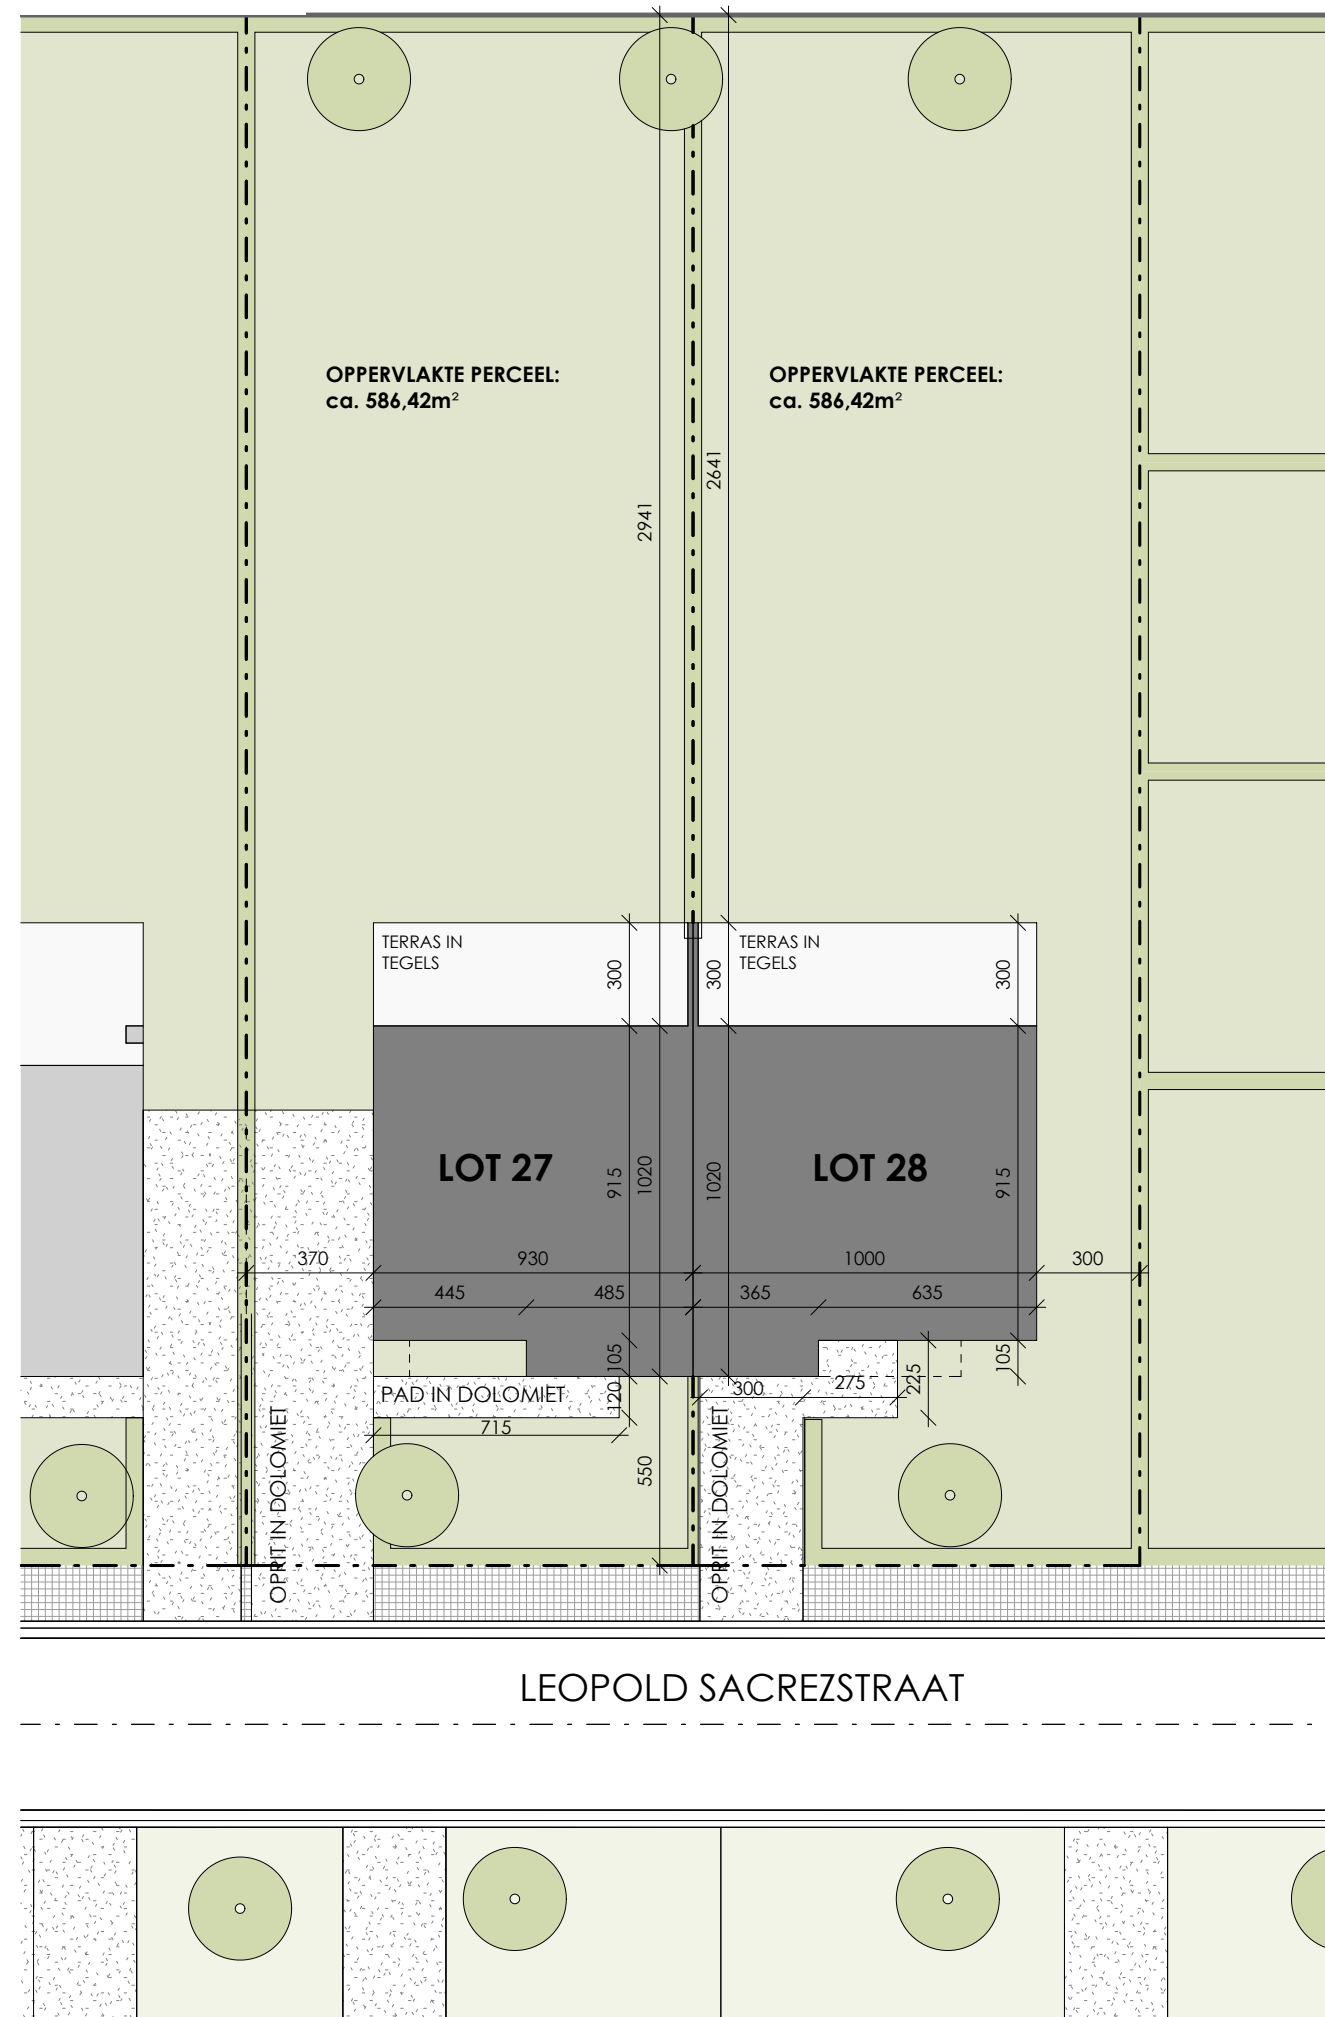 OPPERVLAKTE PERCEEL:
ca. 586,42m²
OPPERVLAKTE PERCEEL:
ca. 586,42m²
2941
2641
TERRAS IN
TEGELS
300
300
TERRAS IN
TEGELS
300
LOT 27
915
1020
1020
LOT 28
915
370
930
1000
300
445
485
365
635
105
105
PAD IN DOLOMIET
120
300
275
225
715
550
OPRIT IN DOLOMIET
OPRIT IN DOLOMIET
LEOPOLD SACREZSTRAAT